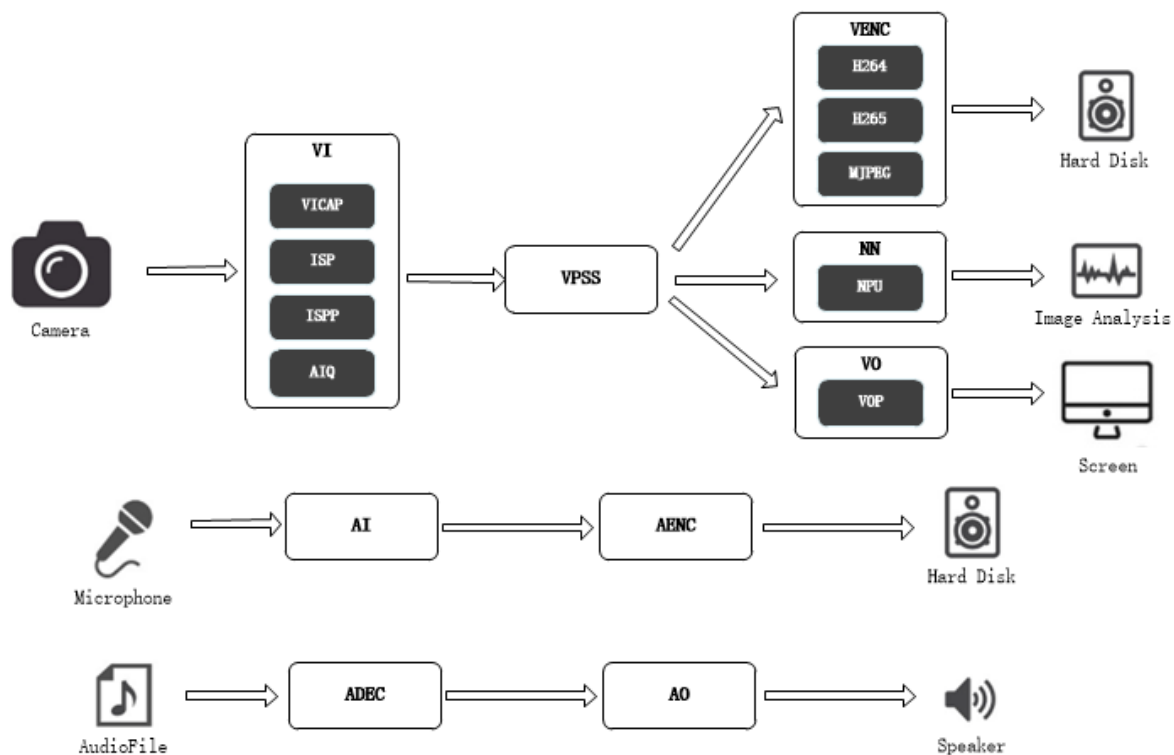 VENC
H264
H265
MJPEG
Hard Disk
VI
VICAP
ISP
ISPP
AIQ
Camera
VPSS
NN
NPU
Image Analysis
VO
VOP
Screen
Microphone
AI
AENC
Hard Disk
AudioFile
ADEC
AO
Speaker